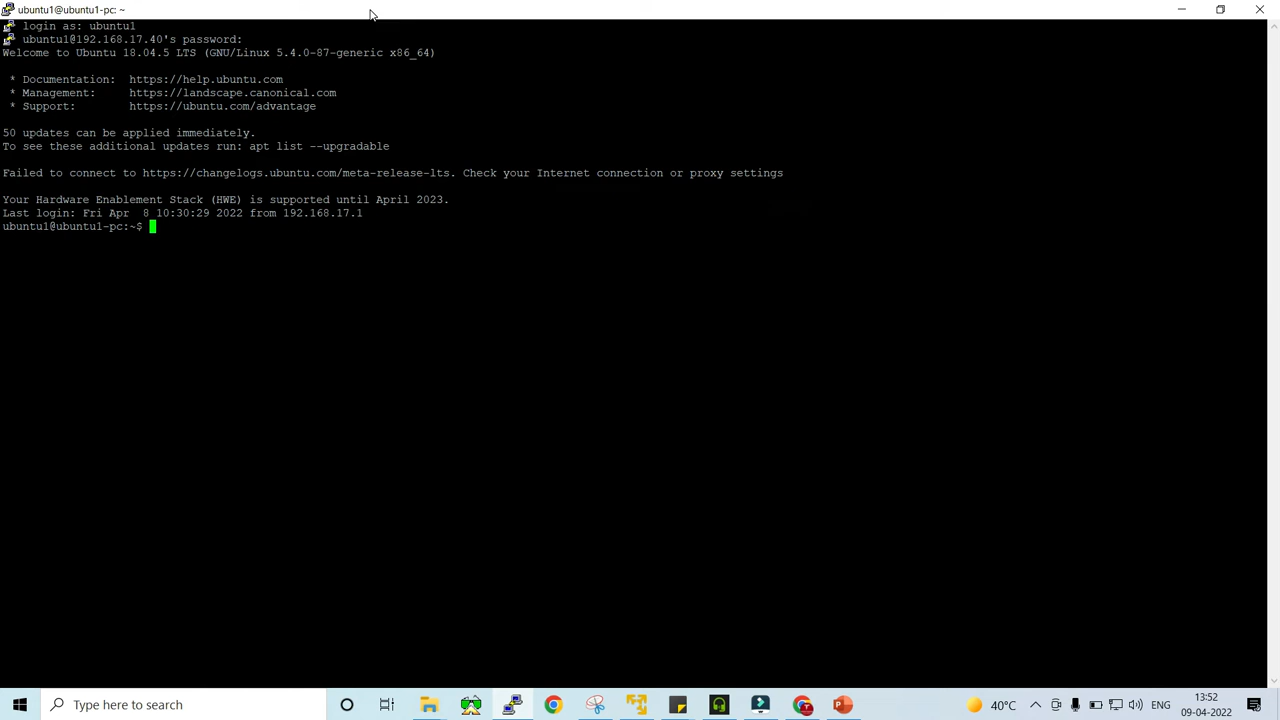 ubuntu1@ubuntu1-pc: ~
login as: ubuntu1
ubuntu1@192.168.17.40's password:
Welcome to Ubuntu 18.04.5 LTS (GNU/Linux 5.4.0-87-generic x86_64)
* Documentation:  https://help.ubuntu.com
* Management:     https://landscape.canonical.com
* Support:        https://ubuntu.com/advantage
50 updates can be applied immediately.
To see these additional updates run: apt list --upgradable
Failed to connect to https://changelogs.ubuntu.com/meta-release-lts. Check your Internet connection or proxy settings
Your Hardware Enablement Stack (HWE) is supported until April 2023.
Last login: Fri Apr  8 10:30:29 2022 from 192.168.17.1
ubuntu1@ubuntu1-pc:~$
Type here to search
40°C
ENG
13:52
09-04-2022